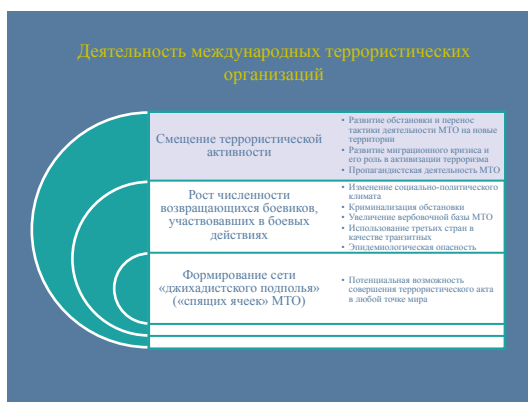 Деятельность международных террористических
организаций
Смещение террористической
активности
• Развитие обстановки и перенос
тактики деятельности МТО на новые
территории
• Развитие миграционного кризиса и
его роль в активизации терроризма
• Пропагандистская деятельность МТО
Рост численности
возвращающихся боевиков,
участвовавших в боевых
действиях
• Изменение социально-политического
климата
• Криминализация обстановки
• Увеличение вербовочной базы МТО
• Использование третьих стран в
качестве транзитных
• Эпидемиологическая опасность
Формирование сети
«джихадистского подполья»
(«спящих ячеек» МТО)
• Потенциальная возможность
совершения террористического акта
в любой точке мира